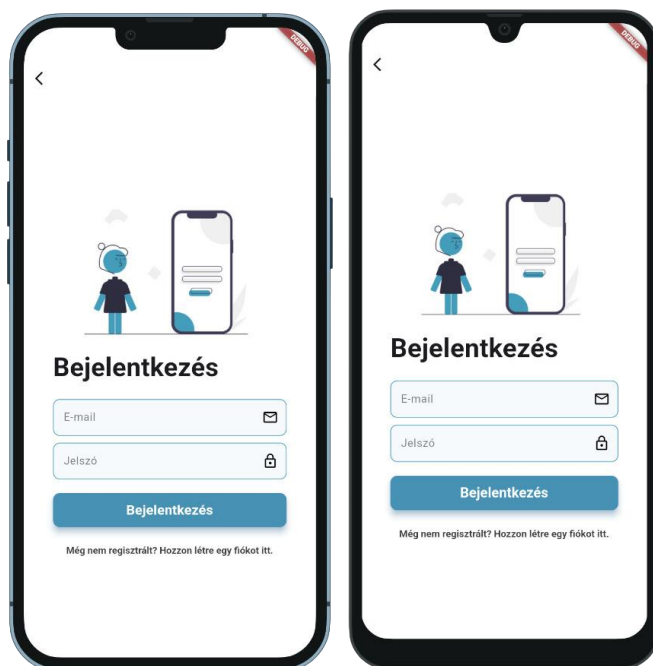 DEBUG
Bejelentkezés
E-mail
Jelszó
Bejelentkezés
Még nem regisztrált? Hozzon létre egy fiókot itt.
DEBUG
Bejelentkezés
E-mail
Jelszó
Bejelentkezés
Még nem regisztrált? Hozzon létre egy fiókot itt.